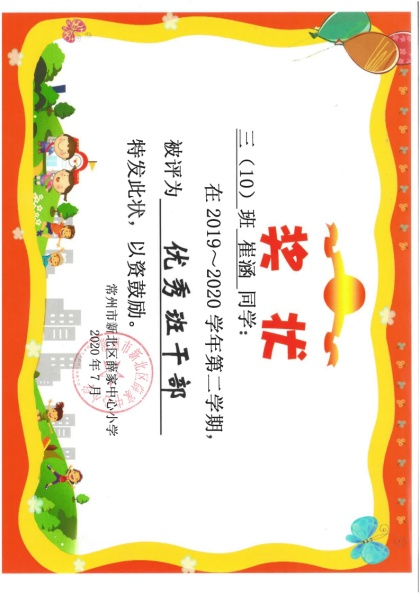 奖状
三（10）班 崔涵 同学：
在 2019～2020 学年第二学期，
被评为 优秀班干部
特发此状，以资鼓励。
常州市新北区薛家中心小学
2020 年 7 月